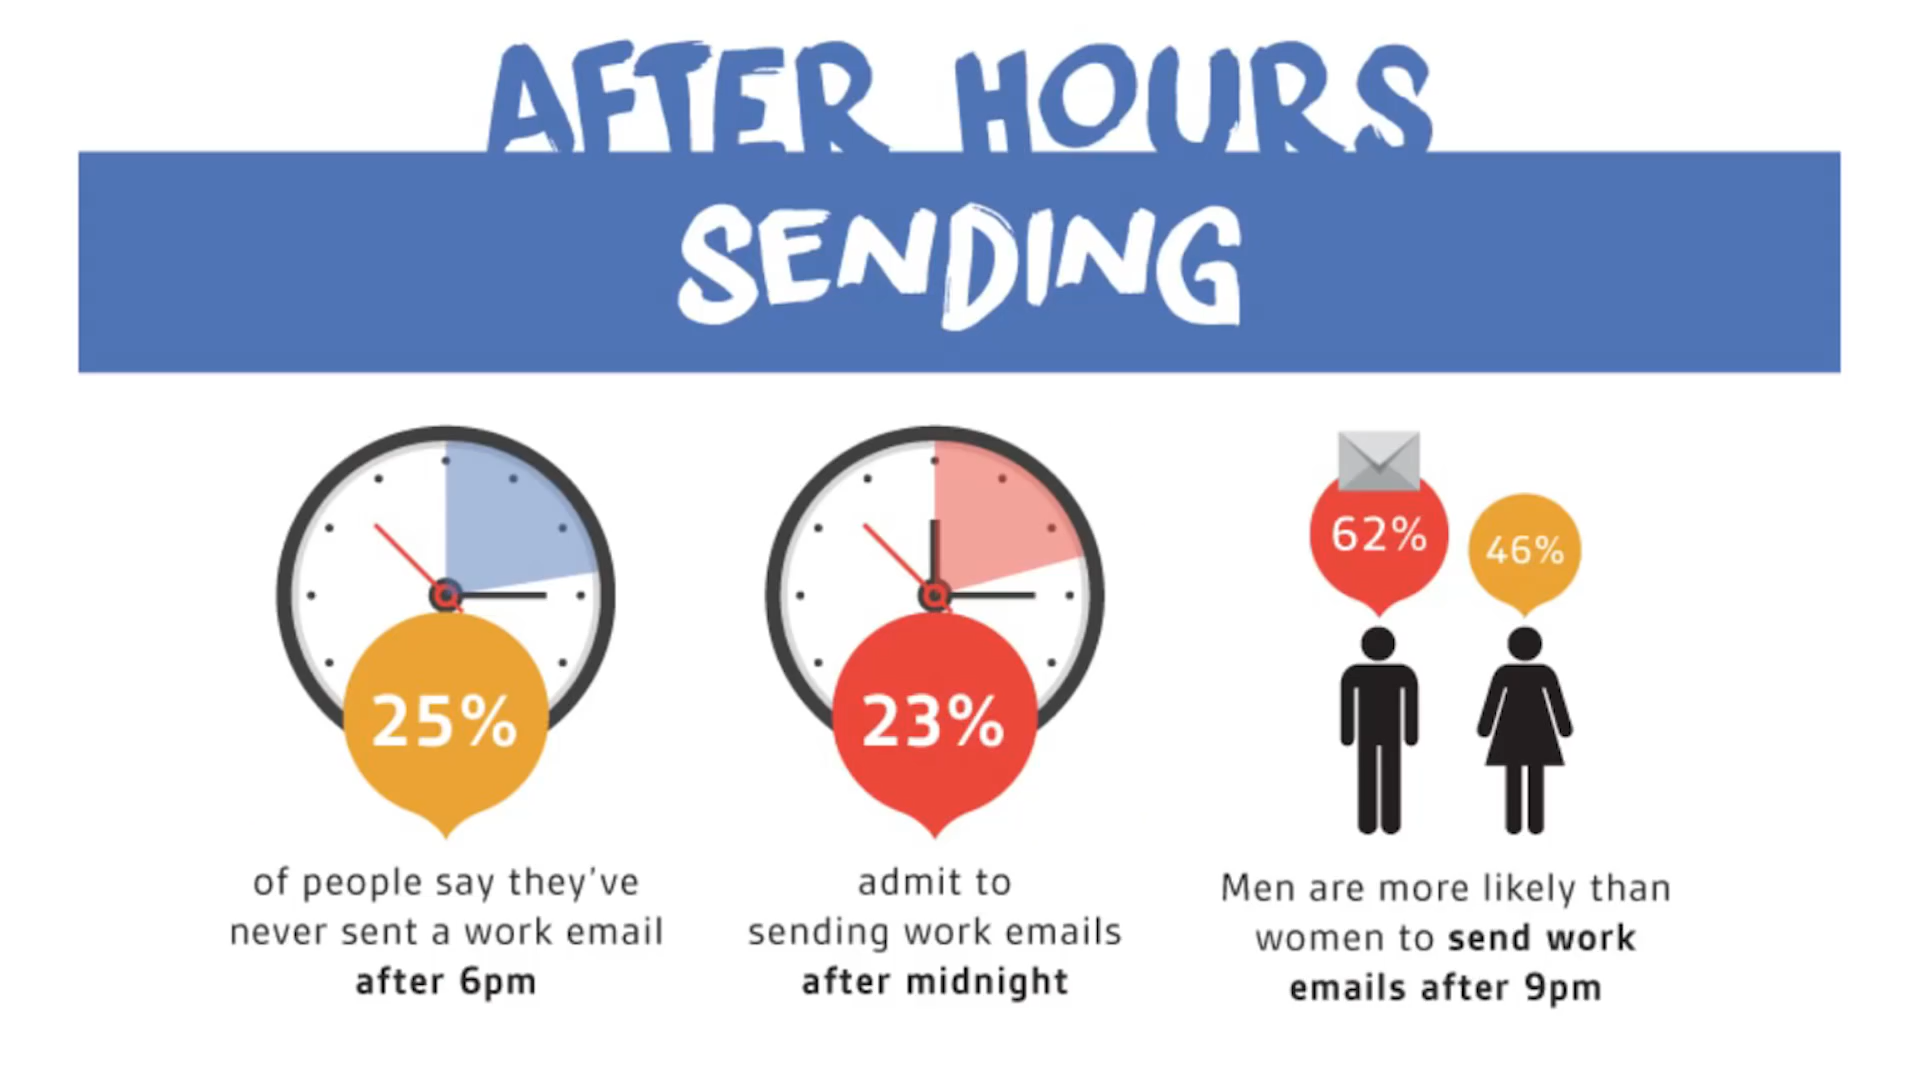 AFTER HOURS
SENDING
25%
of people say they've
never sent a work email
after 6pm
23%
admit to
sending work emails
after midnight
62%
46%
Men are more likely than
women to send work
emails after 9pm